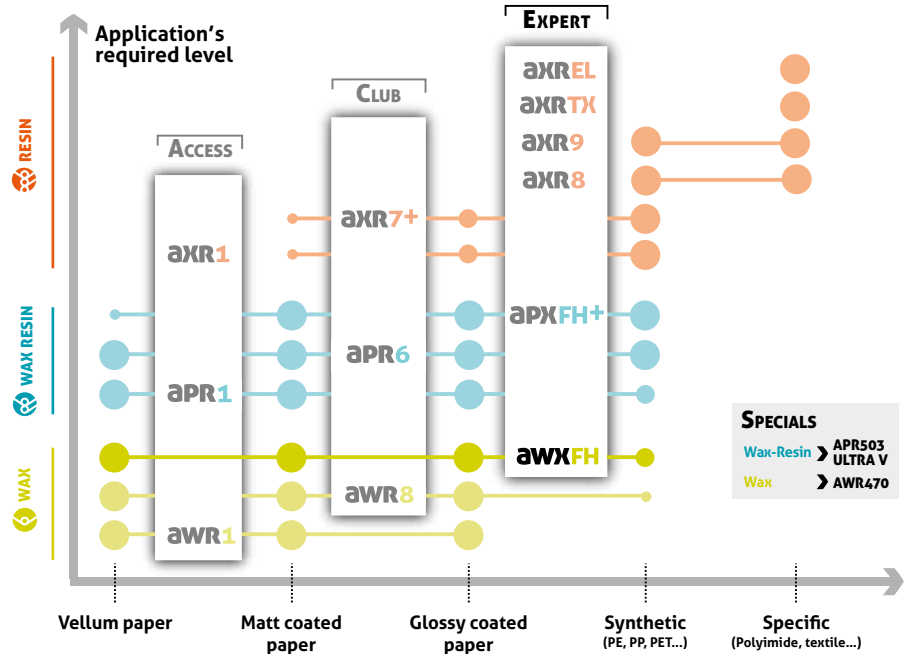 Application's
required level
EXPERT
CLUB
ACCESS
RESIN
WAX RESIN
WAX
aXREL
aXRTX
aXR9
aXR8
aXR7+
aXR1
aPXFH+
aPR6
aPR1
aWXFH
aWR8
aWR1
SPECIALS
Wax-Resin
APR503
ULTRA V
Wax
AWR470
Vellum paper
Matt coated
paper
Glossy coated
paper
Synthetic
(PE, PP, PET...)
Specific
(Polyimide, textile...)